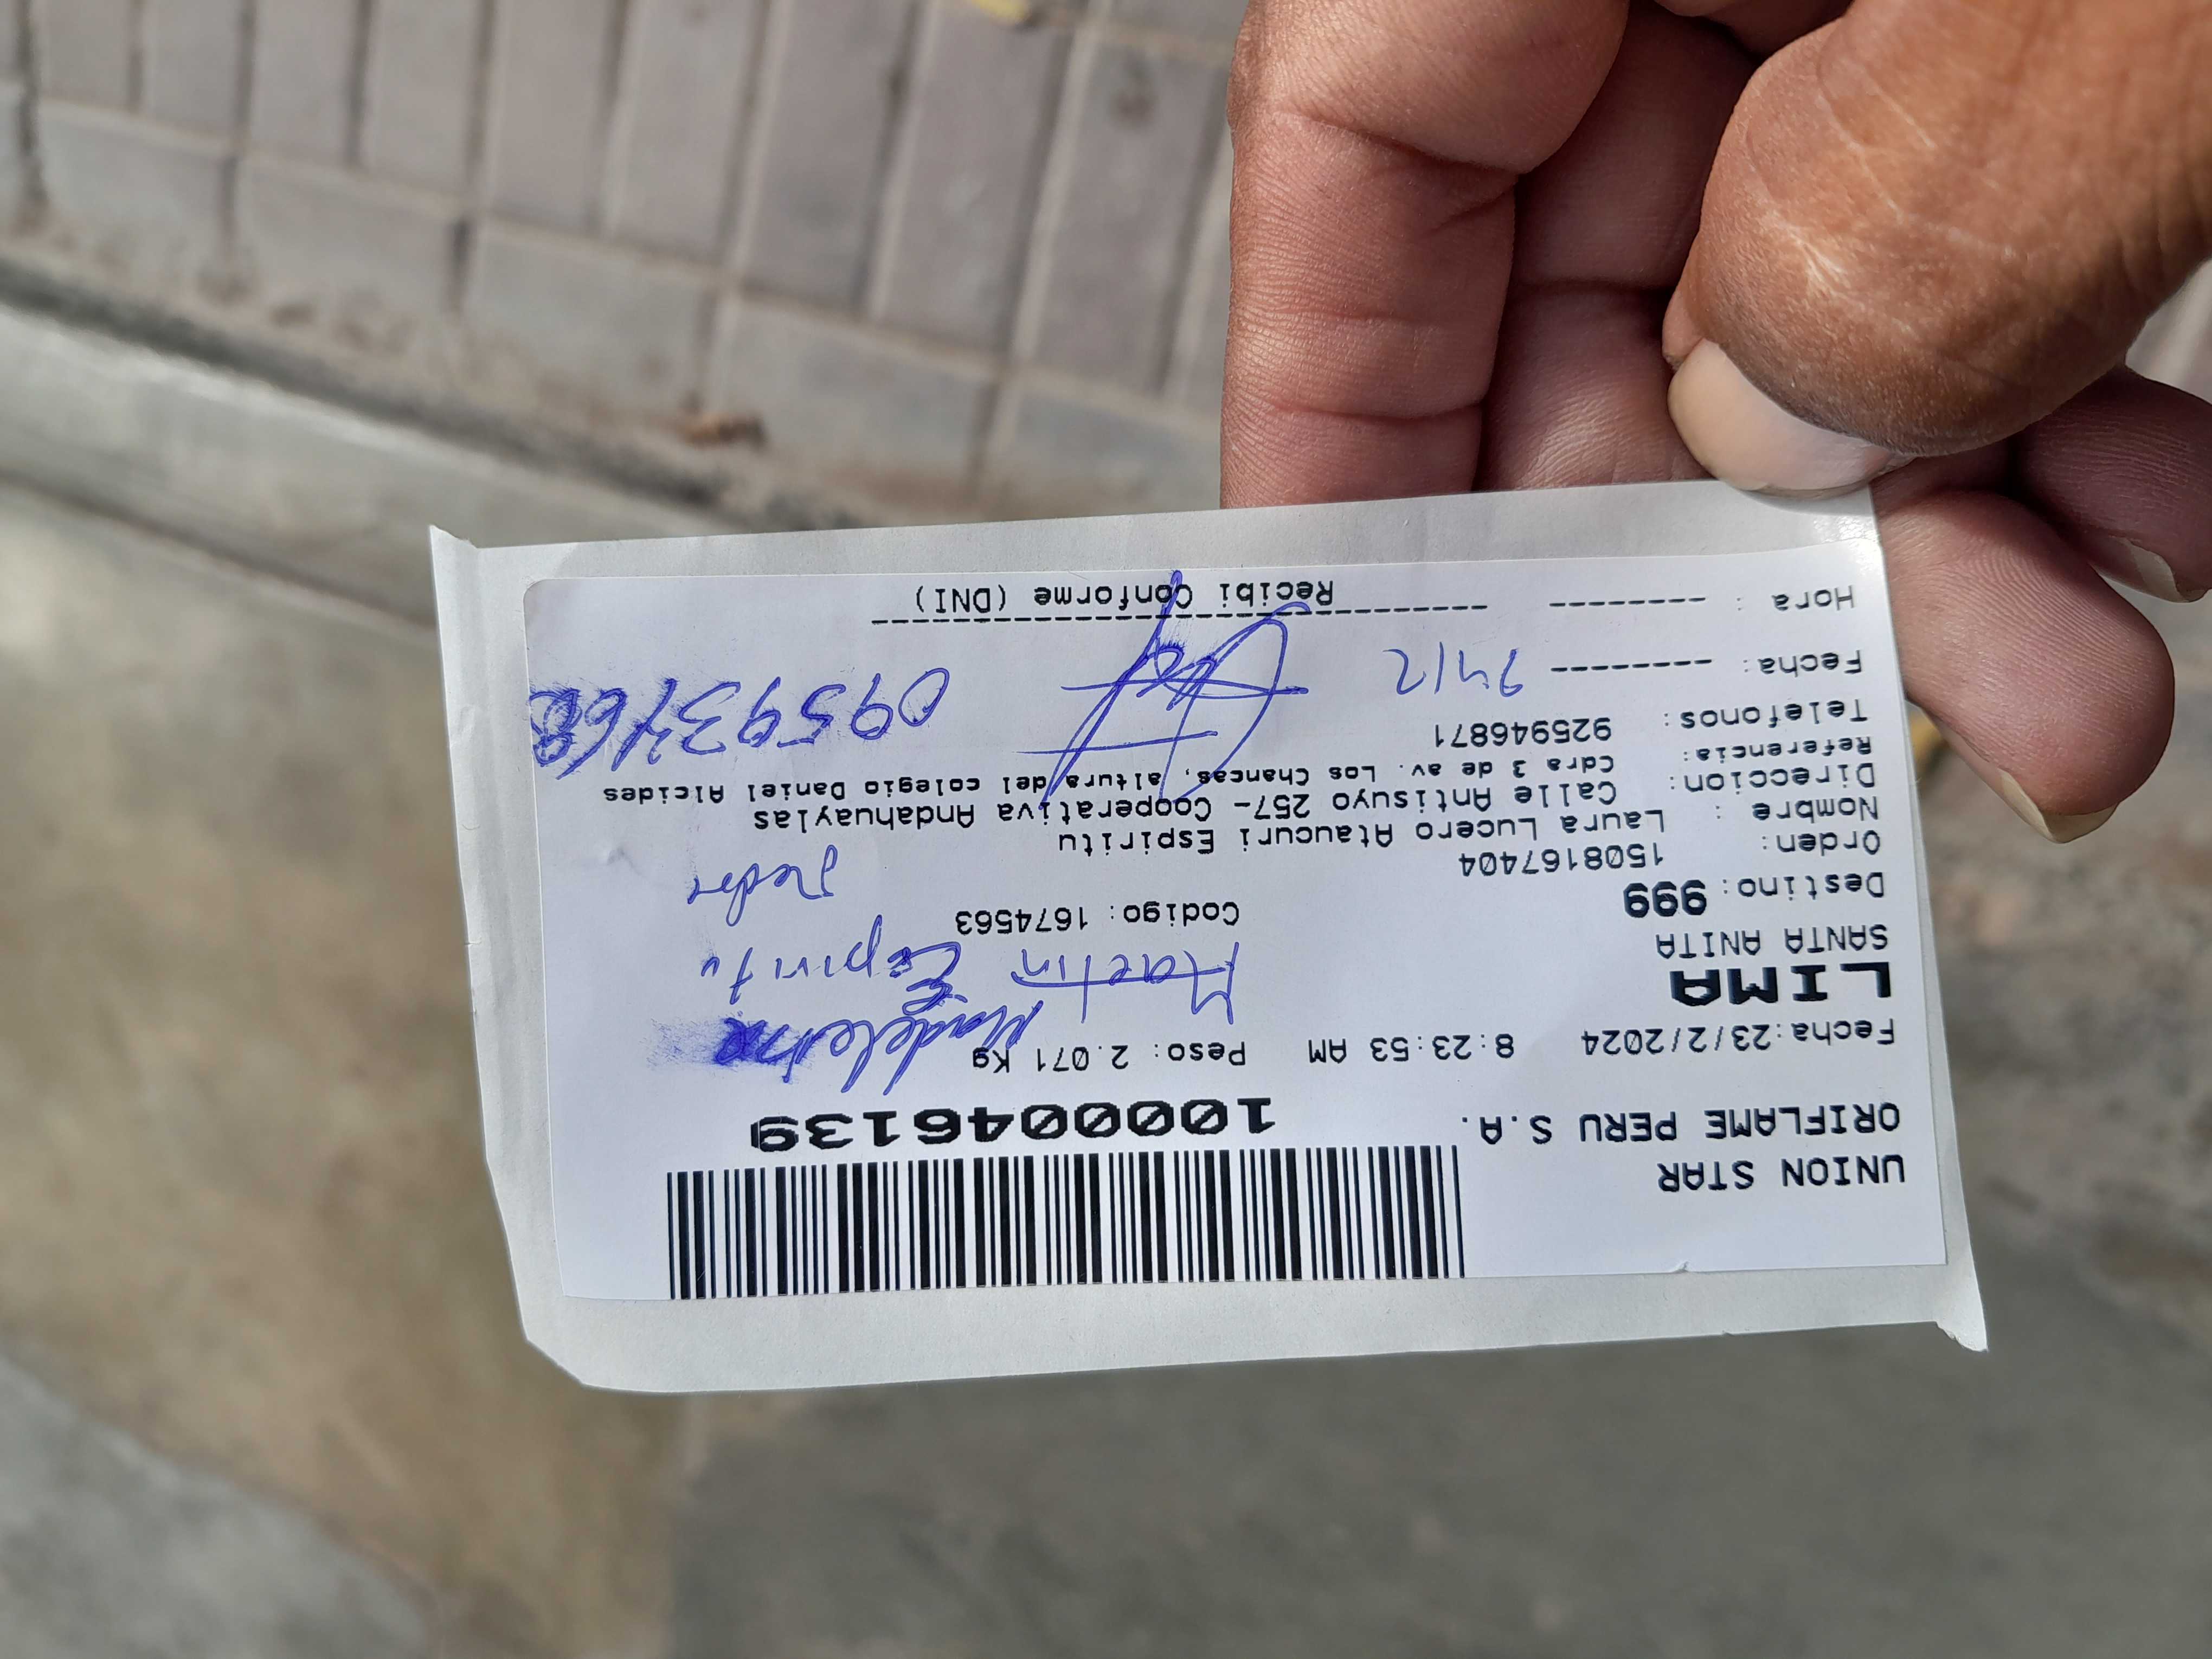 UNION STAR
ORIFLAME PERU S.A.
1000046139
Fecha:23/2/2024 8:23:53 AM Peso: 2.071 Kg
LIMA
SANTA ANITA
Martin Espiritu
Destino: 999 Codigo: 1674563
Orden: 1508167404
Nombre : Laura Lucero Ataucuri Espiritu
Direccion: Calle Antisuyo 257- Cooperativa Andahuaylas
Referencia: Cdra 3 de av. Los Chancas, altura del colegio Daniel Alcides
Telefonos: 925946871
Fecha: --------
Hora : --------
Recibi Conforme (DNI)